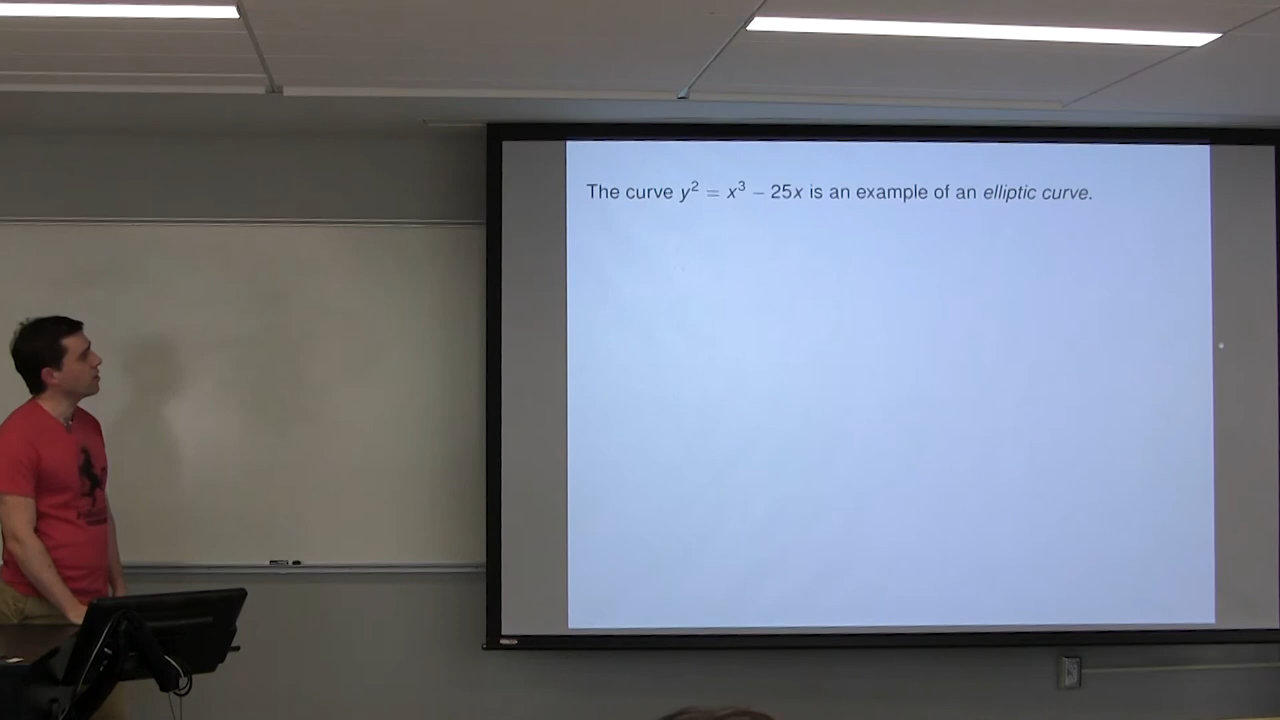 The curve y² = x³ − 25x is an example of an elliptic curve.